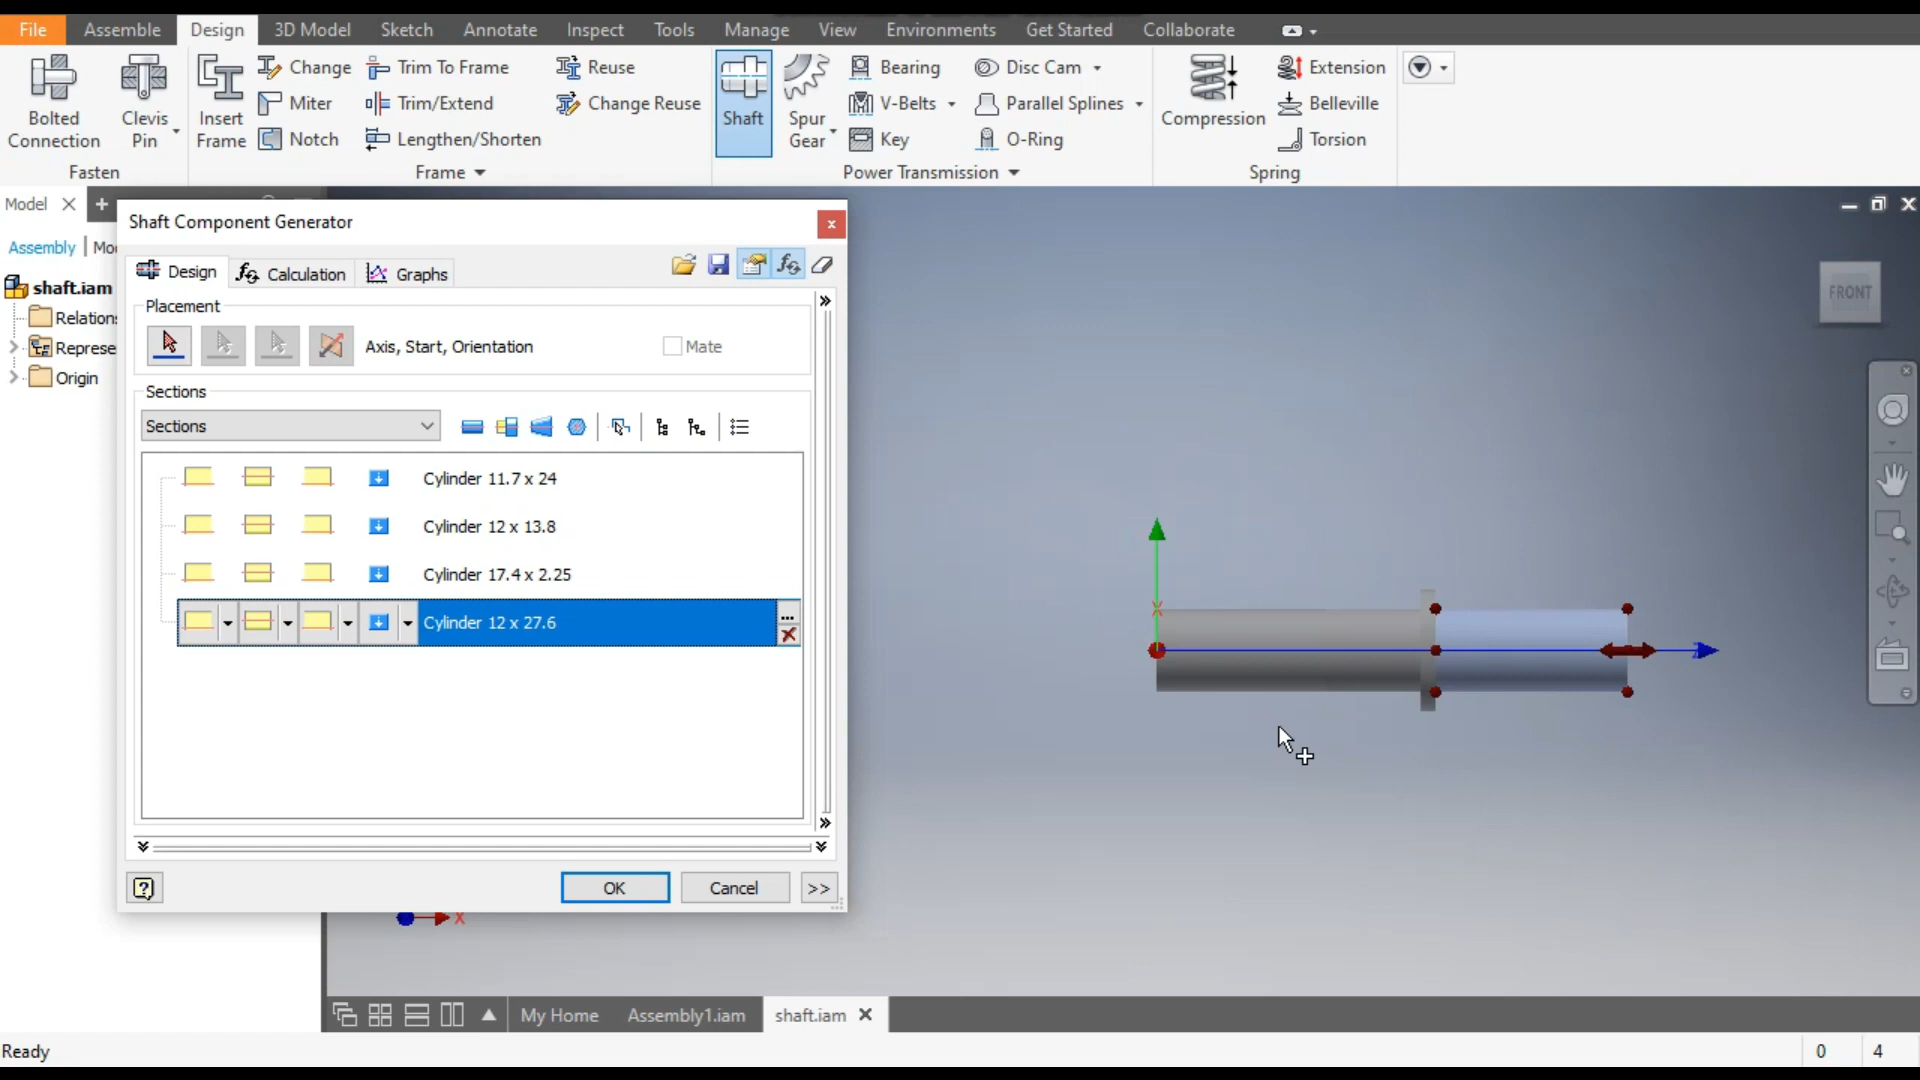 File Assemble Design 3D Model Sketch Annotate Inspect Tools Manage View Environments Get Started Collaborate
Bolted Connection
Clevis Pin
Insert Frame
Change
Miter
Notch
Trim To Frame
Trim/Extend
Lengthen/Shorten
Reuse
Change Reuse
Shaft
Spur Gear
Bearing
V-Belts
Key
Disc Cam
Parallel Splines
O-Ring
Compression
Extension
Belleville
Torsion
Fasten
Frame
Power Transmission
Spring
Model
Assembly
shaft.iam
Represe
Origin
Shaft Component Generator
Design Calculation Graphs
Placement
Axis, Start, Orientation
Mate
Sections
Sections
Cylinder 11.7 x 24
Cylinder 12 x 13.8
Cylinder 17.4 x 2.25
Cylinder 12 x 27.6
OK Cancel >>
FRONT
X
My Home Assembly1.iam shaft.iam
Ready 0 4